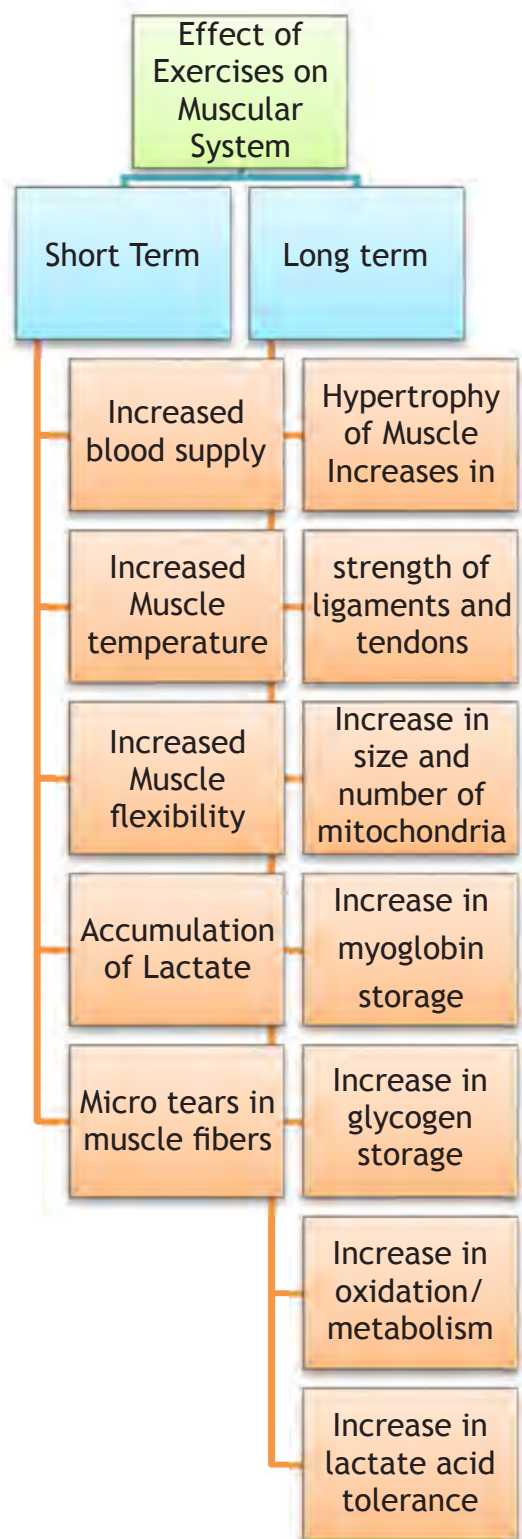 Effect of
Exercises on
Muscular
System
Short Term
Long term
Increased
blood supply
Increased
Muscle
temperature
Increased
Muscle
flexibility
Accumulation
of Lactate
Micro tears in
muscle fibers
Hypertrophy
of Muscle
Increases in
strength of
ligaments and
tendons
Increase in
size and
number of
mitochondria
Increase in
myoglobin
storage
Increase in
glycogen
storage
Increase in
oxidation/
metabolism
Increase in
lactate acid
tolerance